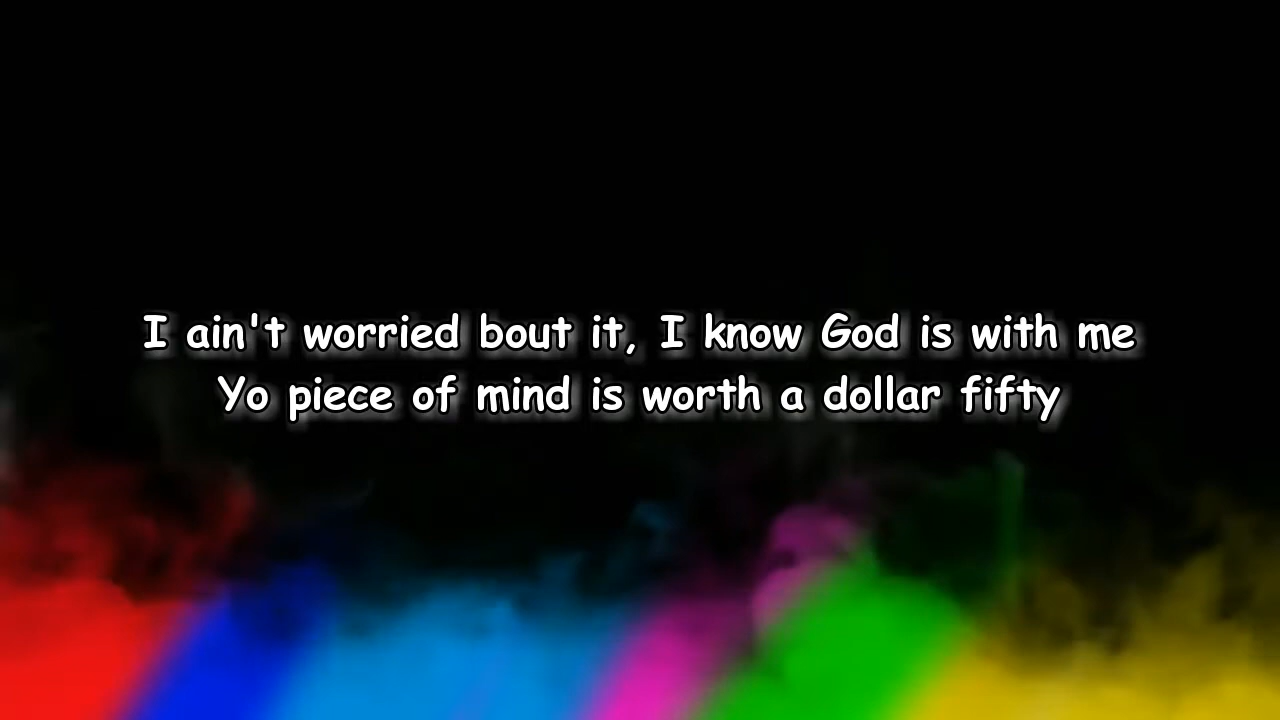 I ain't worried bout it, I know God is with me
Yo piece of mind is worth a dollar fifty